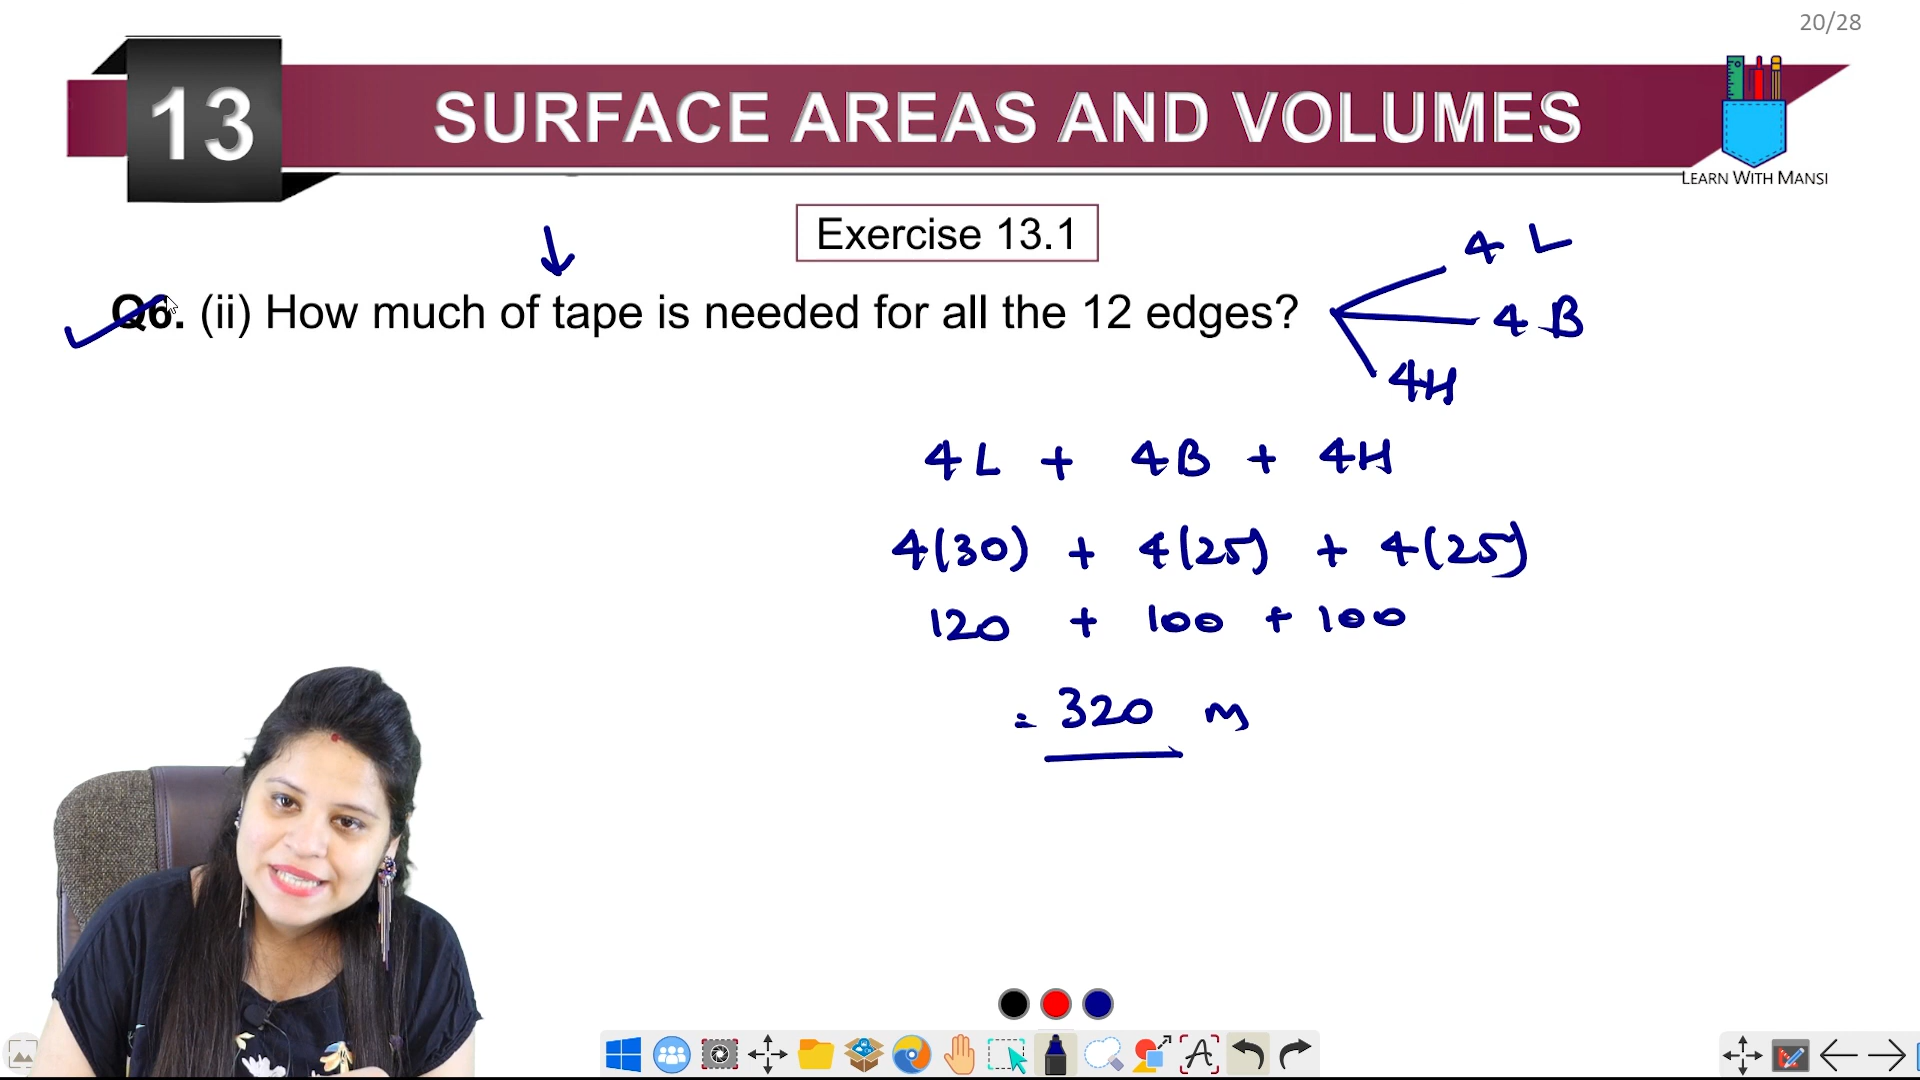 20/28
13 SURFACE AREAS AND VOLUMES
LEARN WITH MANSI
Exercise 13.1
Q6. (ii) How much of tape is needed for all the 12 edges?
4 L
4 B
4H
4L + 4B + 4H
4(30) + 4(25) + 4(25)
120 + 100 + 100
= 320 m